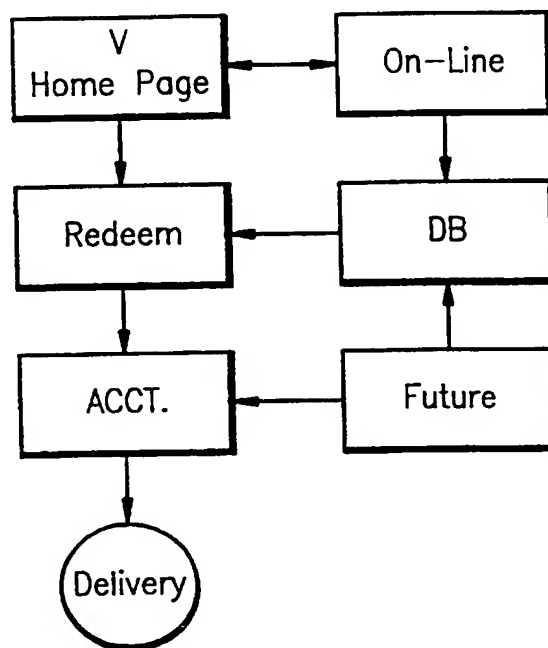 V
Home Page
On-Line
Redeem
DB
ACCT.
Future
Delivery